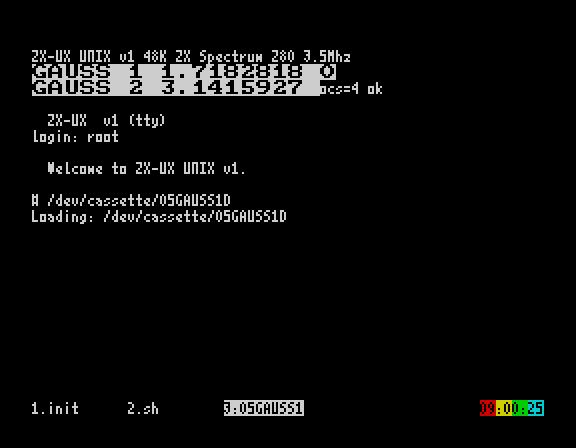 ZX-UX UNIX v1 48K ZX Spectrum Z80 3.5Mhz
GAUSS 1 1.7182818 0
GAUSS 2 3.1415927 ocs=4 ok
ZX-UX v1 (tty)
login: root
Welcome to ZX-UX UNIX v1.
# /dev/cassette/05GAUSS1D
Loading: /dev/cassette/05GAUSS1D
1.init 2.sh 3.05GAUSS1 09:00:25